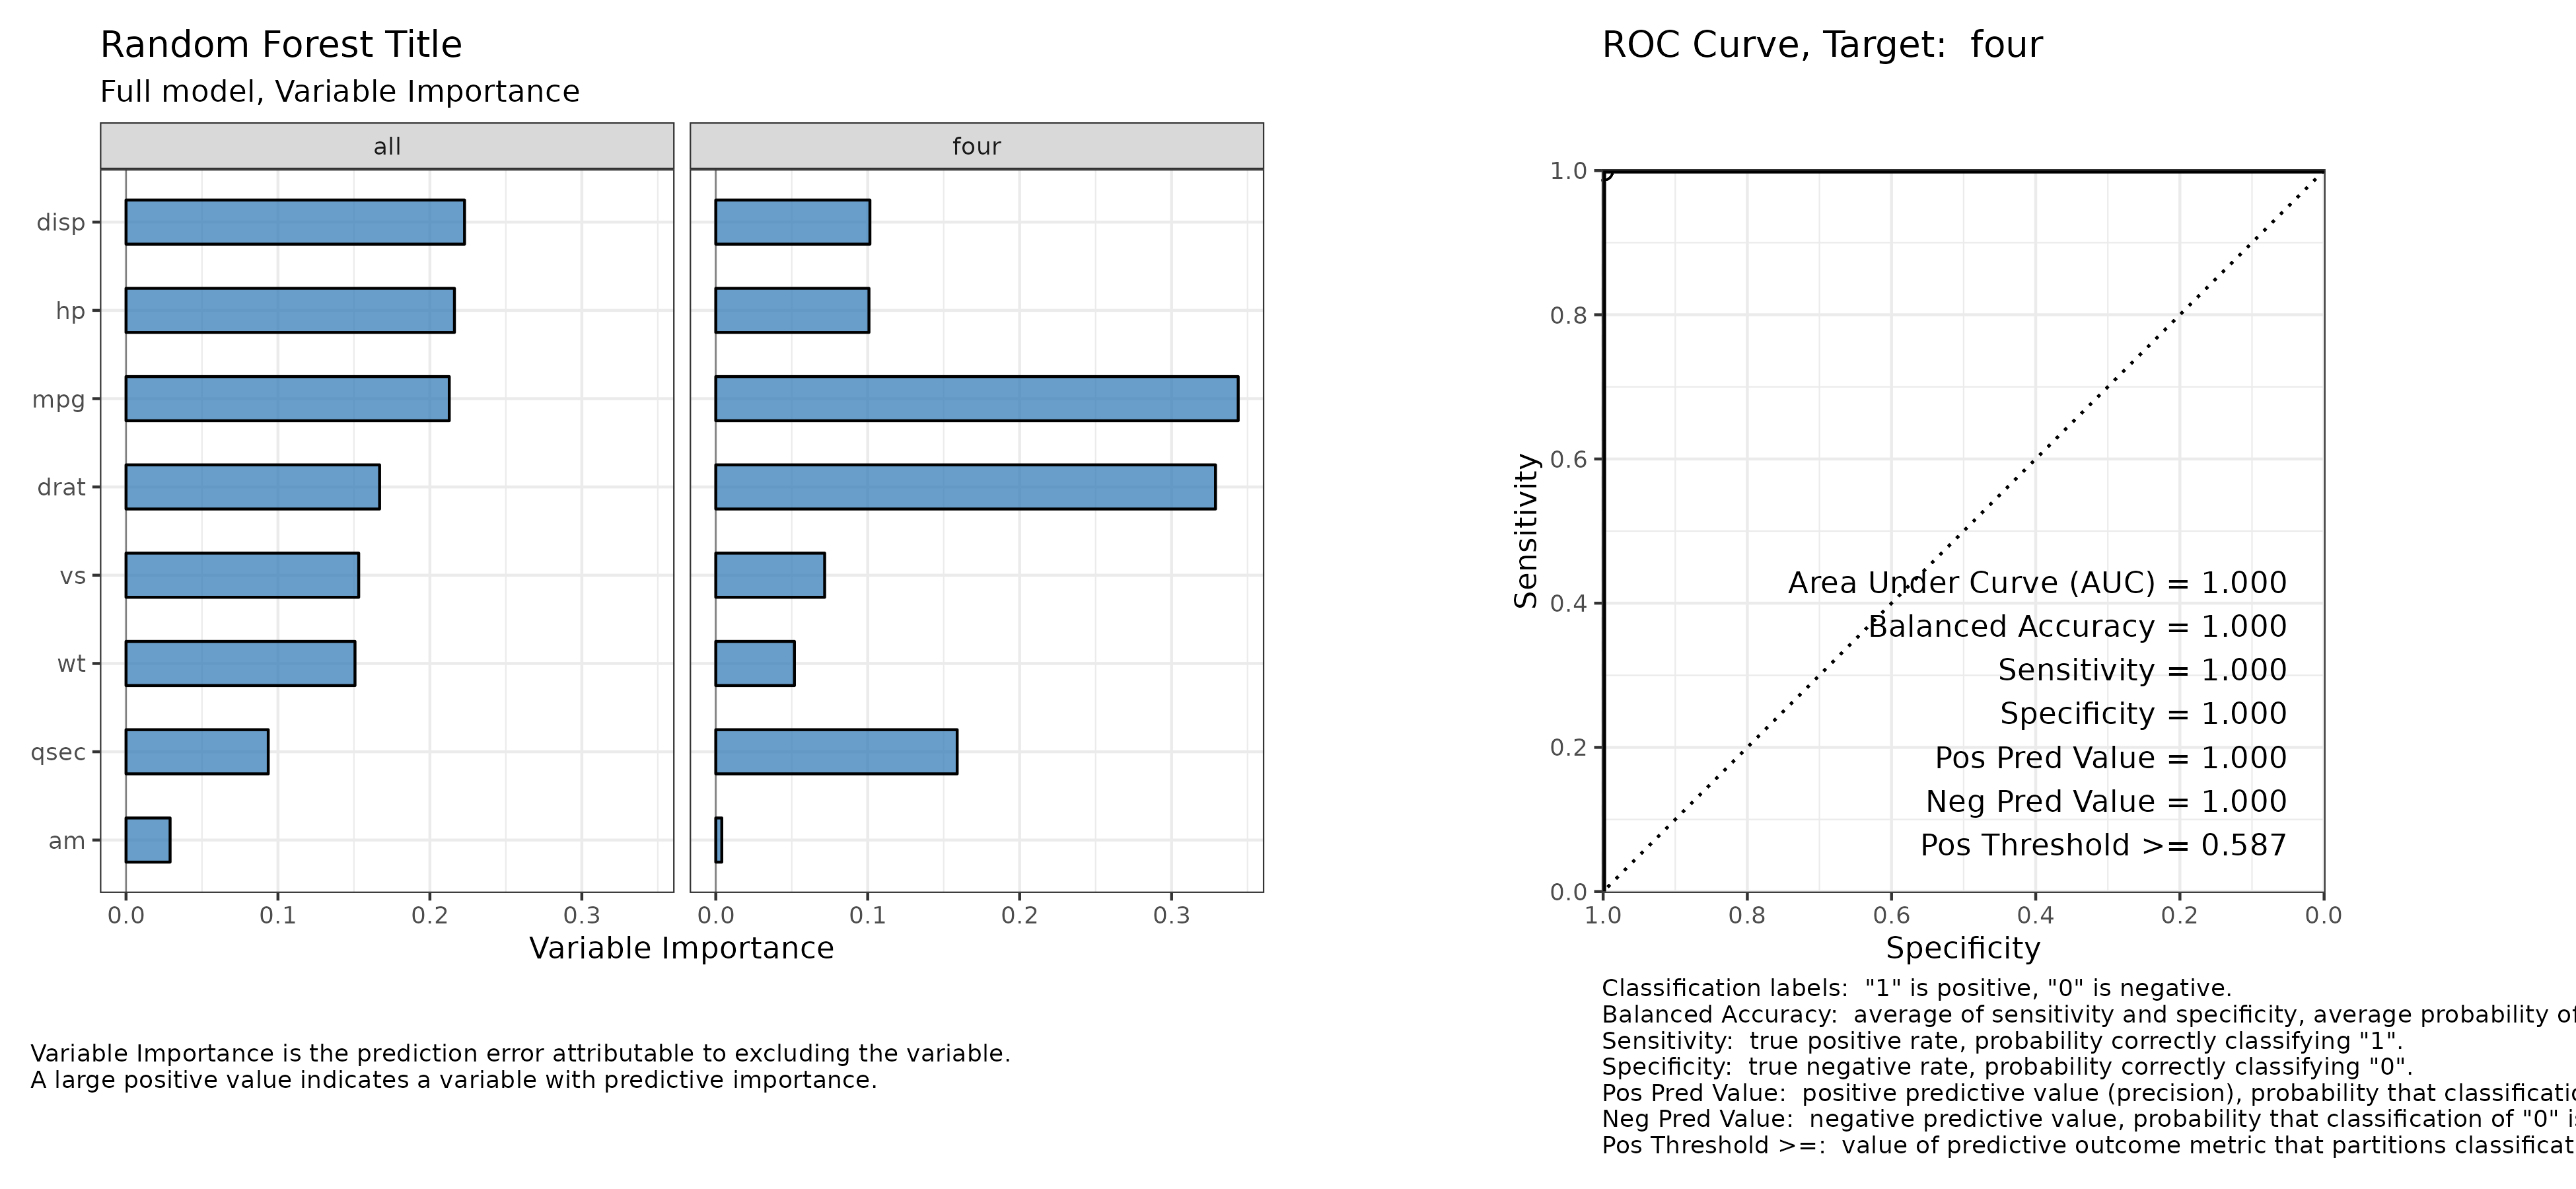 Random Forest Title
Full model, Variable Importance
all
four
disp
hp
mpg
drat
vs
wt
qsec
am
0.0 0.1 0.2 0.3
0.0 0.1 0.2 0.3
Variable Importance
Variable Importance is the prediction error attributable to excluding the variable.
A large positive value indicates a variable with predictive importance.
ROC Curve, Target:  four
Sensitivity
1.0
0.8
0.6
0.4
0.2
0.0
Area Under Curve (AUC) = 1.000
Balanced Accuracy = 1.000
Sensitivity = 1.000
Specificity = 1.000
Pos Pred Value = 1.000
Neg Pred Value = 1.000
Pos Threshold >= 0.587
1.0 0.8 0.6 0.4 0.2 0.0
Specificity
Classification labels:  "1" is positive, "0" is negative.
Balanced Accuracy:  average of sensitivity and specificity, average probability of
Sensitivity:  true positive rate, probability correctly classifying "1".
Specificity:  true negative rate, probability correctly classifying "0".
Pos Pred Value:  positive predictive value (precision), probability that
Neg Pred Value:  negative predictive value, probability that classification of "0"
Pos Threshold >=:  value of predictive outcome metric that partitions